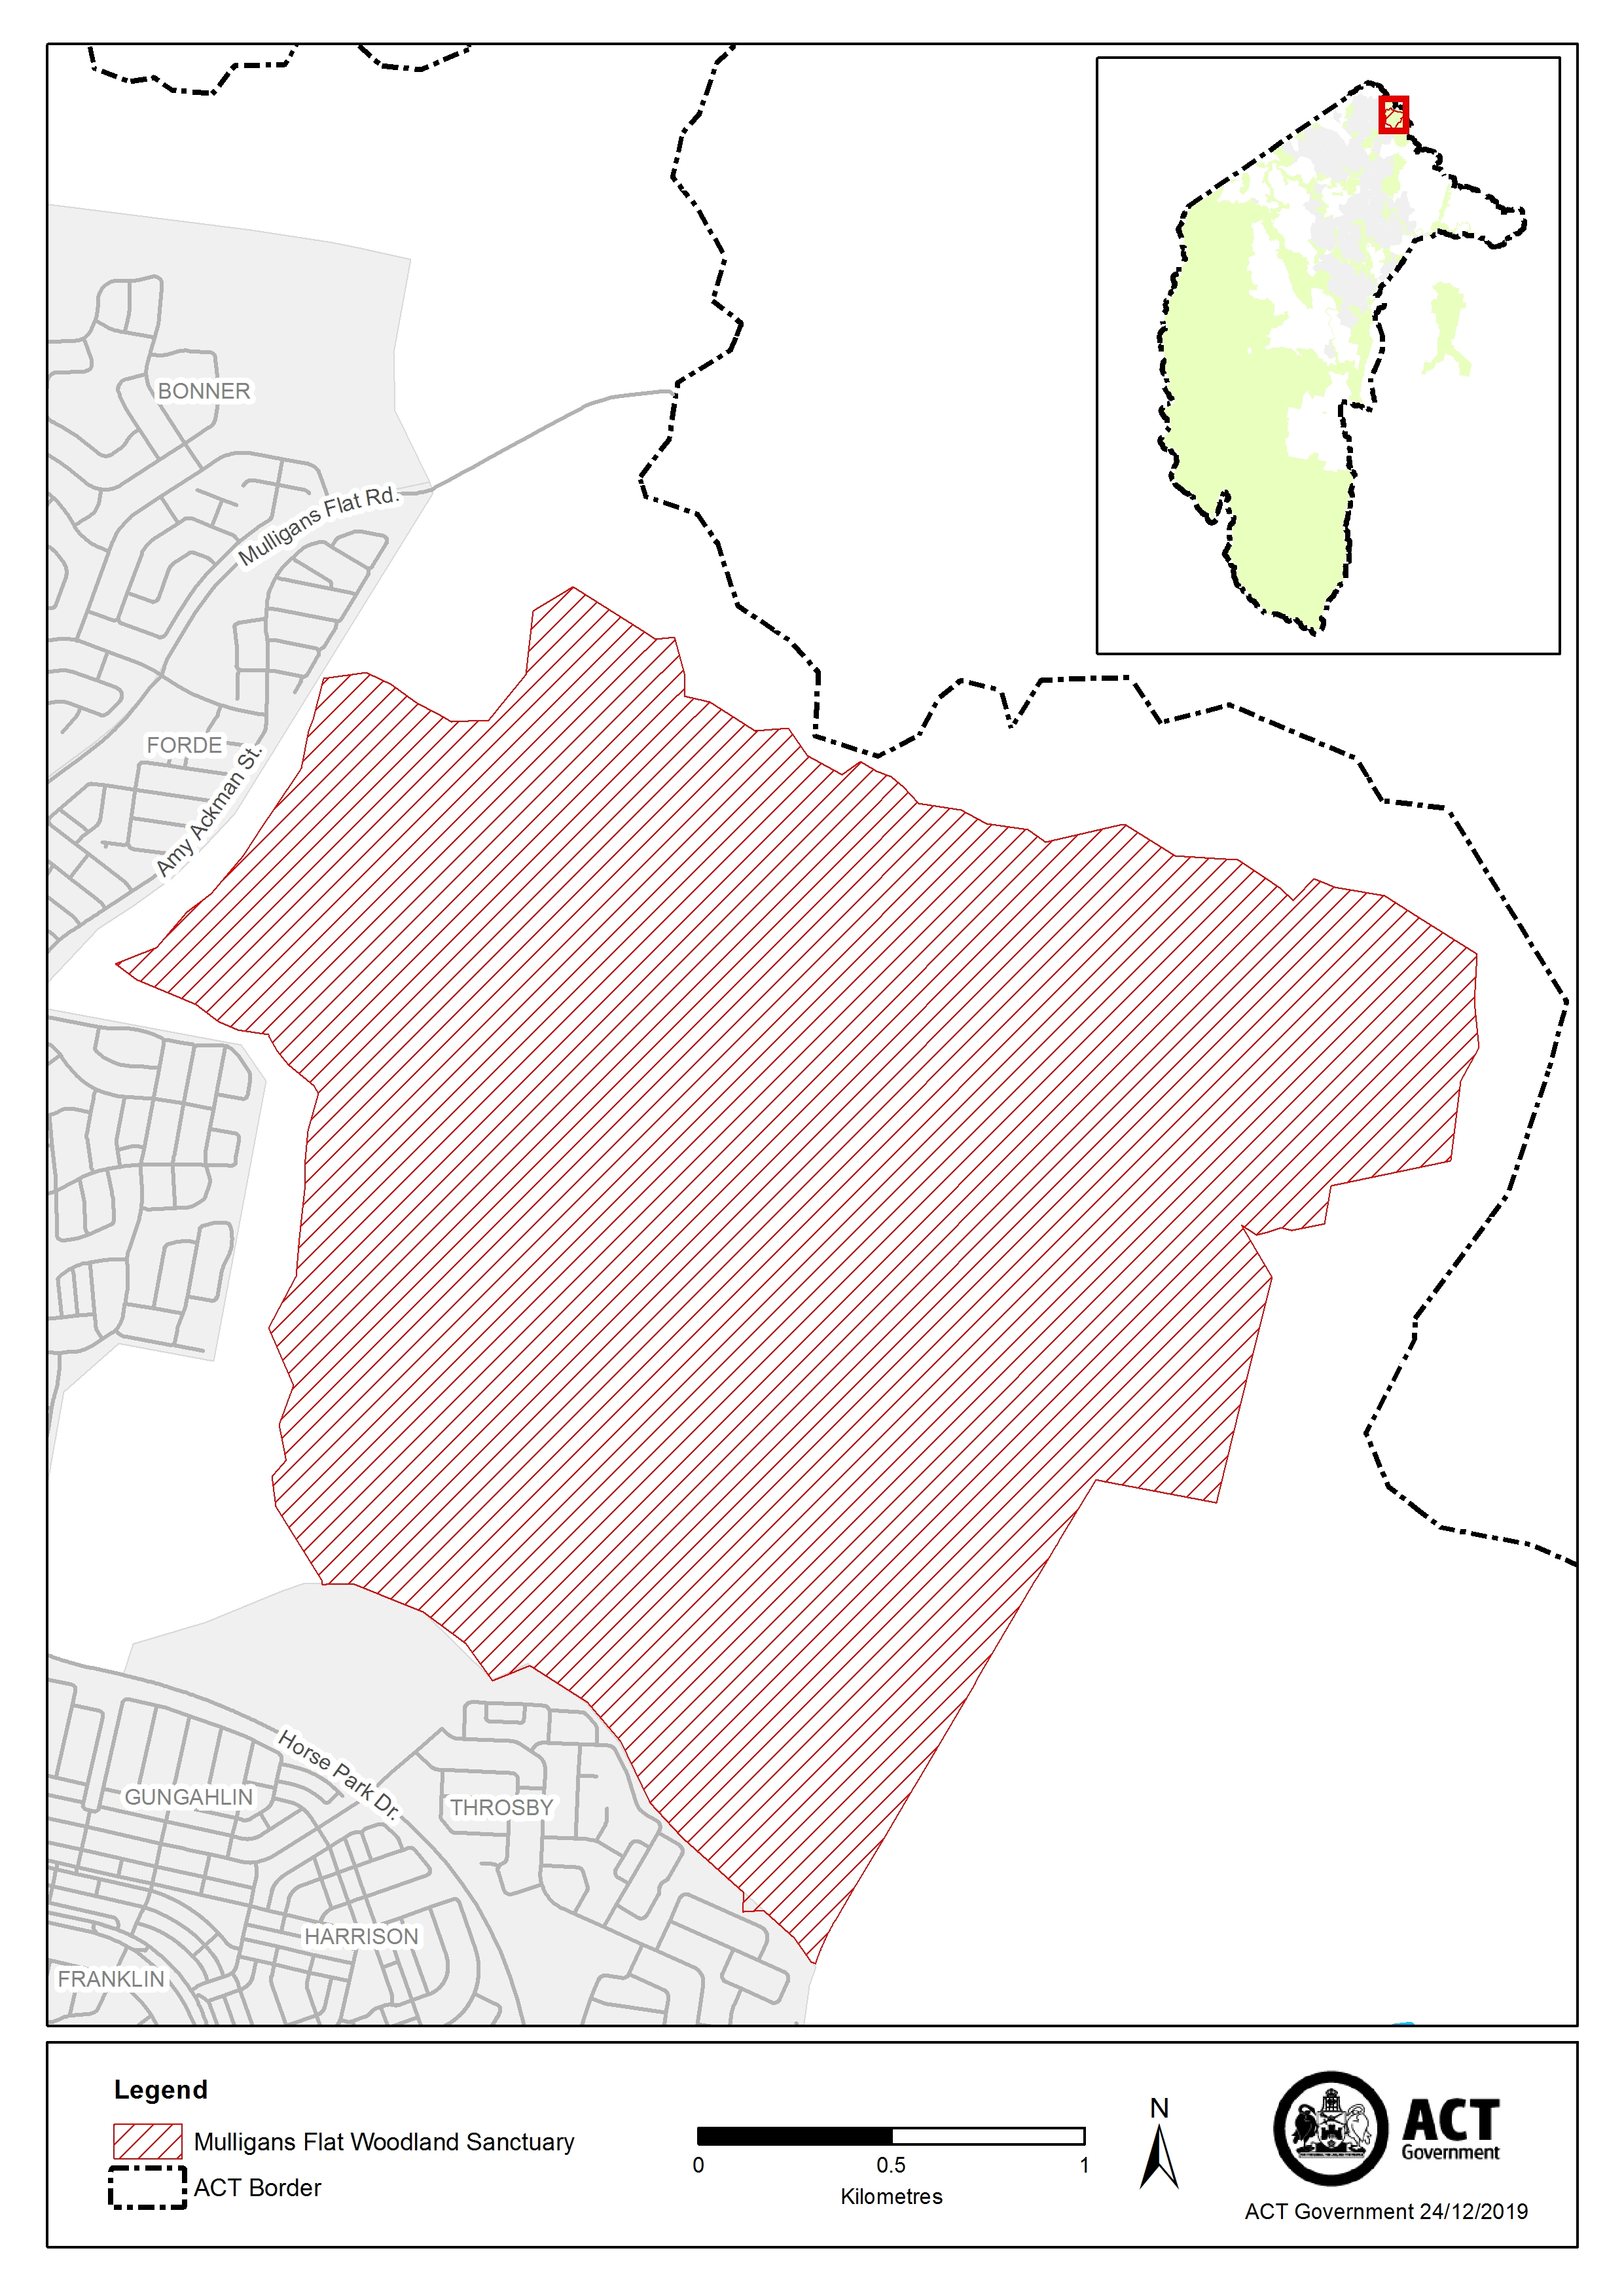 BONNER
Mulligans Flat Rd.
FORDE
Amy Ackman St.
Horse Park Dr.
GUNGAHLIN
THROSBY
HARRISON
FRANKLIN
Legend
Mulligans Flat Woodland Sanctuary
ACT Border
0 0.5 1
Kilometres
N
ACT
Government
ACT Government 24/12/2019